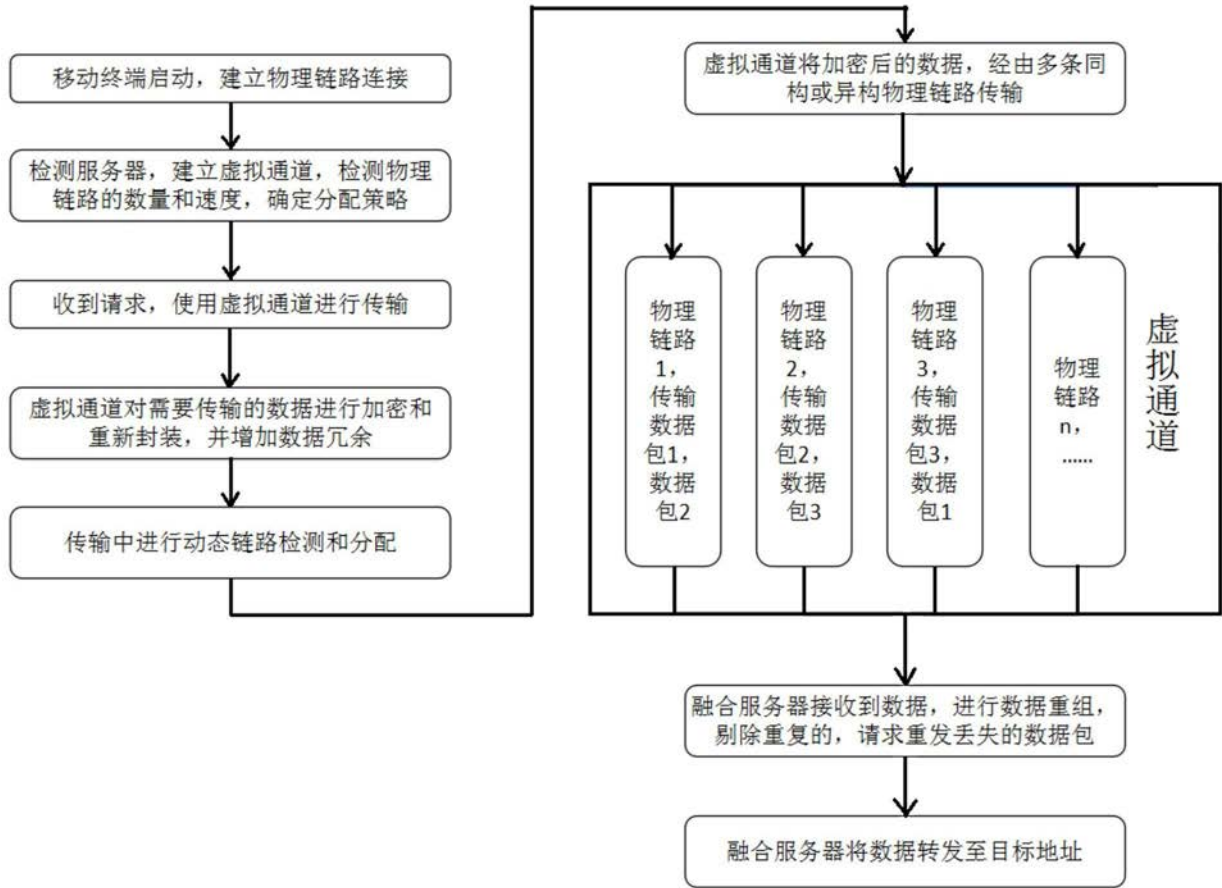 移动终端启动，建立物理链路连接
检测服务器，建立虚拟通道，检测物理
链路的数量和速度，确定分配策略
收到请求，使用虚拟通道进行传输
虚拟通道对需要传输的数据进行加密和
重新封装，并增加数据冗余
传输中进行动态链路检测和分配
虚拟通道将加密后的数据，经由多条同
构或异构物理链路传输
物理
链路
1，
传输
数据
包1，
数据
包2
物理
链路
2，
传输
数据
包2，
数据
包3
物理
链路
3，
传输
数据
包3，
数据
包1
物理
链路
n，
……
虚拟通道
融合服务器接收到数据，进行数据重组，
剔除重复的，请求重发丢失的数据包
融合服务器将数据转发至目标地址